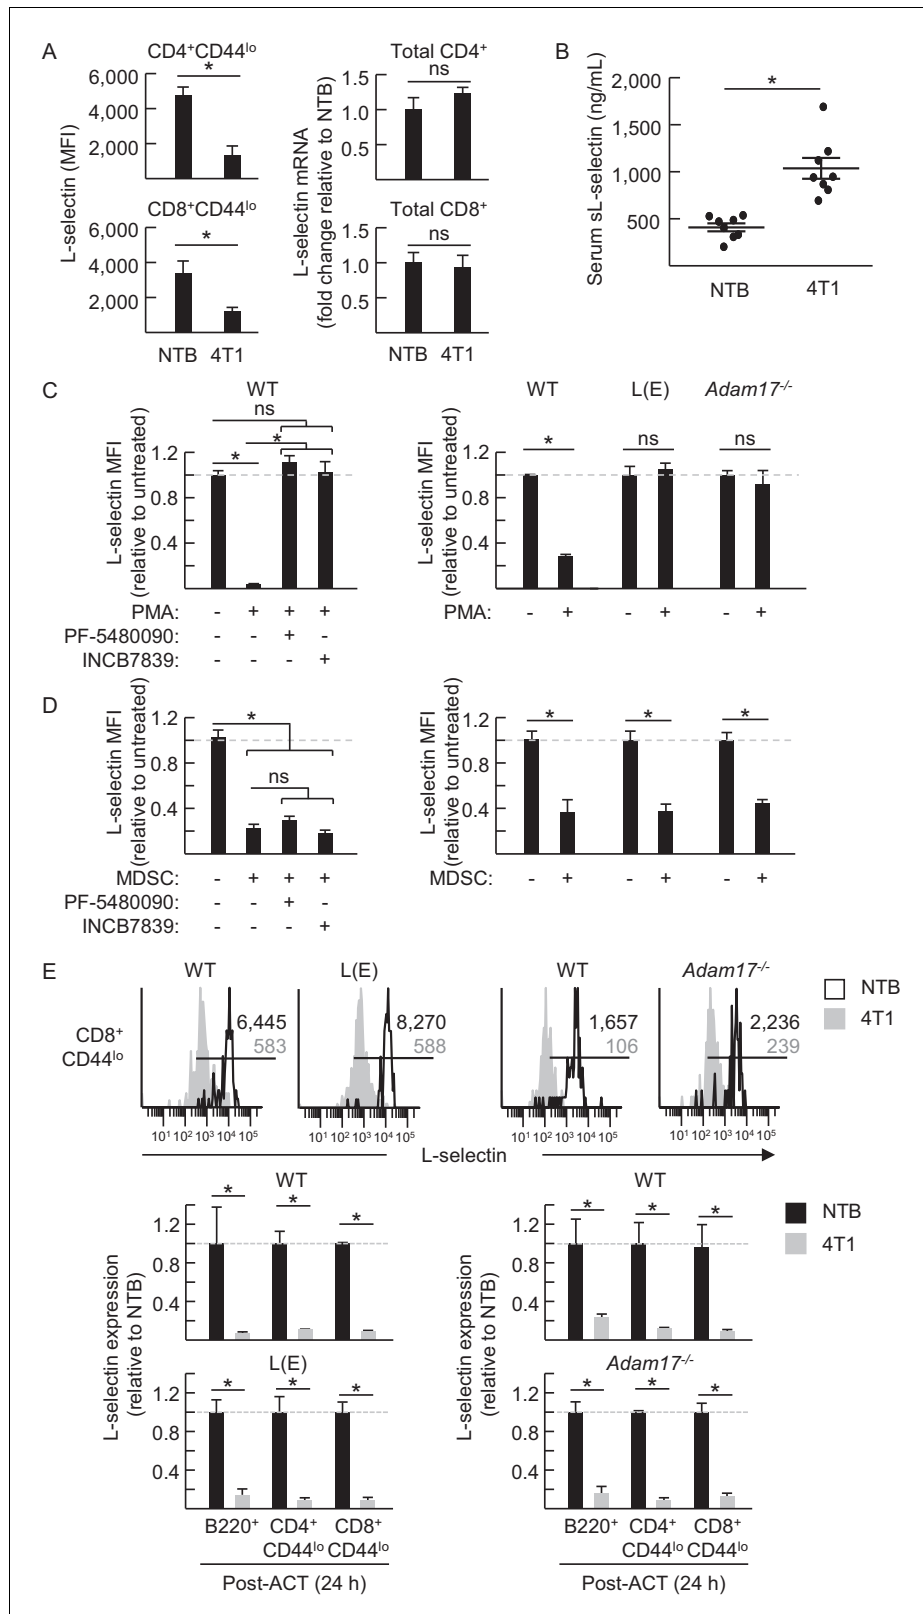 A
CD4+CD44lo
*
6,000
4,000
2,000
L-selectin (MFI)
CD8+CD44lo
*
6,000
4,000
2,000
NTB 4T1
Total CD4+
ns
1.5
1.0
0.5
L-selectin mRNA
(fold change relative to NTB)
Total CD8+
ns
1.5
1.0
0.5
NTB 4T1
B
*
2,000
1,500
1,000
500
Serum sL-selectin (ng/mL)
NTB 4T1
C
WT
ns
*
*
1.2
0.8
0.4
L-selectin MFI
(relative to untreated)
PMA: - + + +
PF-5480090: - - + -
INCB7839: - - - +
WT L(E) Adam17-/-
* ns ns
1.2
0.8
0.4
L-selectin MFI
(relative to untreated)
PMA: - + - + - +
D
*
ns
1.2
0.8
0.4
L-selectin MFI
(relative to untreated)
MDSC: - + + +
PF-5480090: - - + -
INCB7839: - - - +
* * *
1.2
0.8
0.4
L-selectin MFI
(relative to untreated)
MDSC: - + - + - +
E
WT L(E) WT Adam17-/-
NTB
4T1
CD8+
CD44lo
6,445
583
8,270
588
1,657
106
2,236
239
101 102 103 104 105
101 102 103 104 105
101 102 103 104 105
101 102 103 104 105
L-selectin
WT
* * *
1.2
0.8
0.4
L(E)
* * *
1.2
0.8
0.4
L-selectin expression
(relative to NTB)
B220+ CD4+ CD8+
CD44lo CD44lo
Post-ACT (24 h)
WT
NTB
4T1
* * *
1.2
0.8
0.4
Adam17-/-
* * *
1.2
0.8
0.4
L-selectin expression
(relative to NTB)
B220+ CD4+ CD8+
CD44lo CD44lo
Post-ACT (24 h)